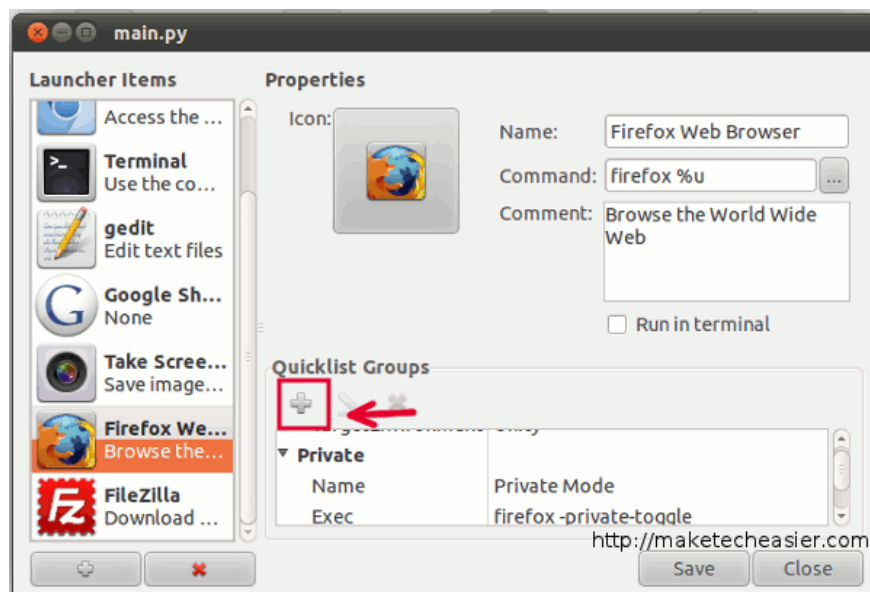 main.py
Launcher Items
Access the ...
Terminal
Use the co...
gedit
Edit text files
Google Sh...
None
Take Scree...
Save image...
Firefox We...
Browse the...
FileZilla
Download ...
Properties
Icon:
Name: Firefox Web Browser
Command: firefox %u ...
Comment: Browse the World Wide
Web
Run in terminal
Quicklist Groups
Private
Name Private Mode
Exec firefox -private-toggle
http://maketecheasier.com
Save Close